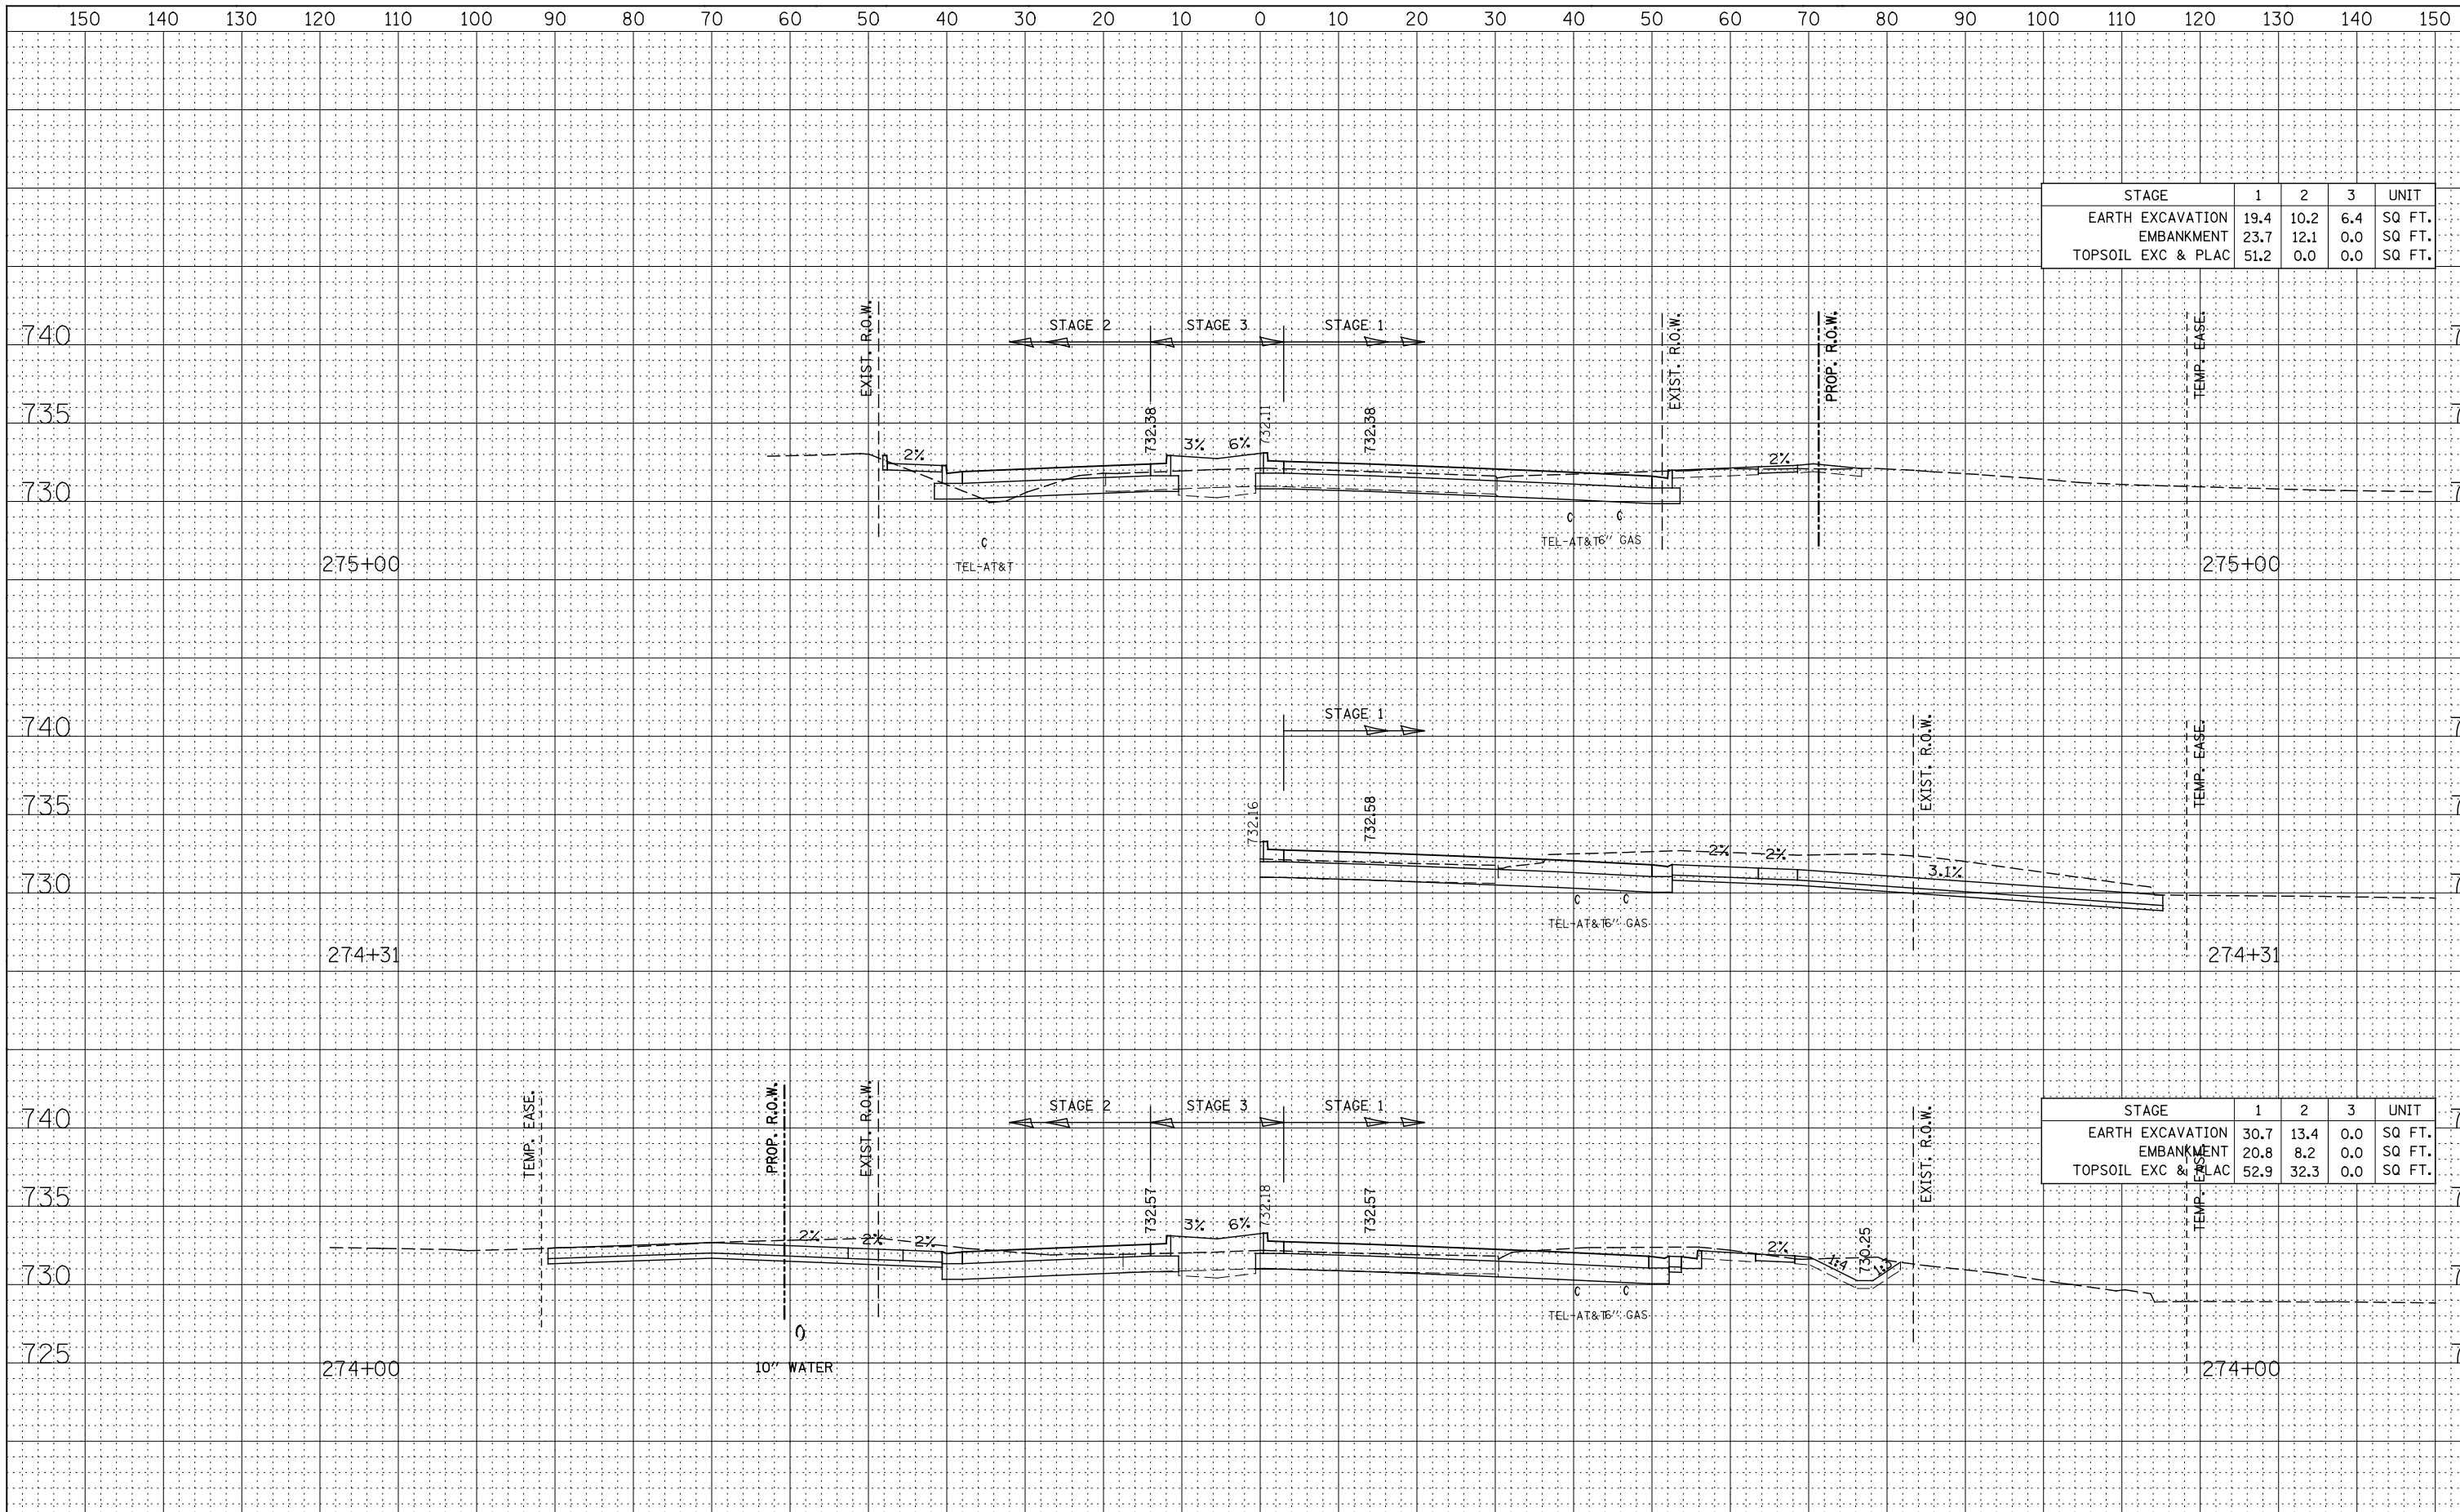 150 140 130 120 110 100 90 80 70 60 50 40 30 20 10 0 10 20 30 40 50 60 70 80 90 100 110 120 130 140 150
STAGE 1 2 3 UNIT
EARTH EXCAVATION 19.4 10.2 6.4 SQ FT.
EMBANKMENT 23.7 12.1 0.0 SQ FT.
TOPSOIL EXC & PLAC 51.2 0.0 0.0 SQ FT.
EXIST. R.O.W.
STAGE 2
STAGE 3
STAGE 1
EXIST. R.O.W.
PROP. R.O.W.
TEMP. EASE.
740
735
732.38
732.11
732.38
2%
3%
6%
2%
730
TEL-AT&T
TEL-AT&T
6" GAS
275+00
275+00
740
STAGE 1
EXIST. R.O.W.
TEMP. EASE.
735
732.16
732.58
2%
2%
3.1%
730
TEL-AT&T
6" GAS
274+31
274+31
STAGE 1 2 3 UNIT
EARTH EXCAVATION 30.7 13.4 0.0 SQ FT.
EMBANKMENT 20.8 8.2 0.0 SQ FT.
TOPSOIL EXC & PLAC 52.9 32.3 0.0 SQ FT.
740
TEMP. EASE.
PROP. R.O.W.
EXIST. R.O.W.
STAGE 2
STAGE 3
STAGE 1
EXIST. R.O.W.
TEMP. EASE.
735
732.57
732.18
732.57
730.25
2%
2%
2%
3%
6%
2%
1:4
730
TEL-AT&T
6" GAS
725
10" WATER
274+00
274+00